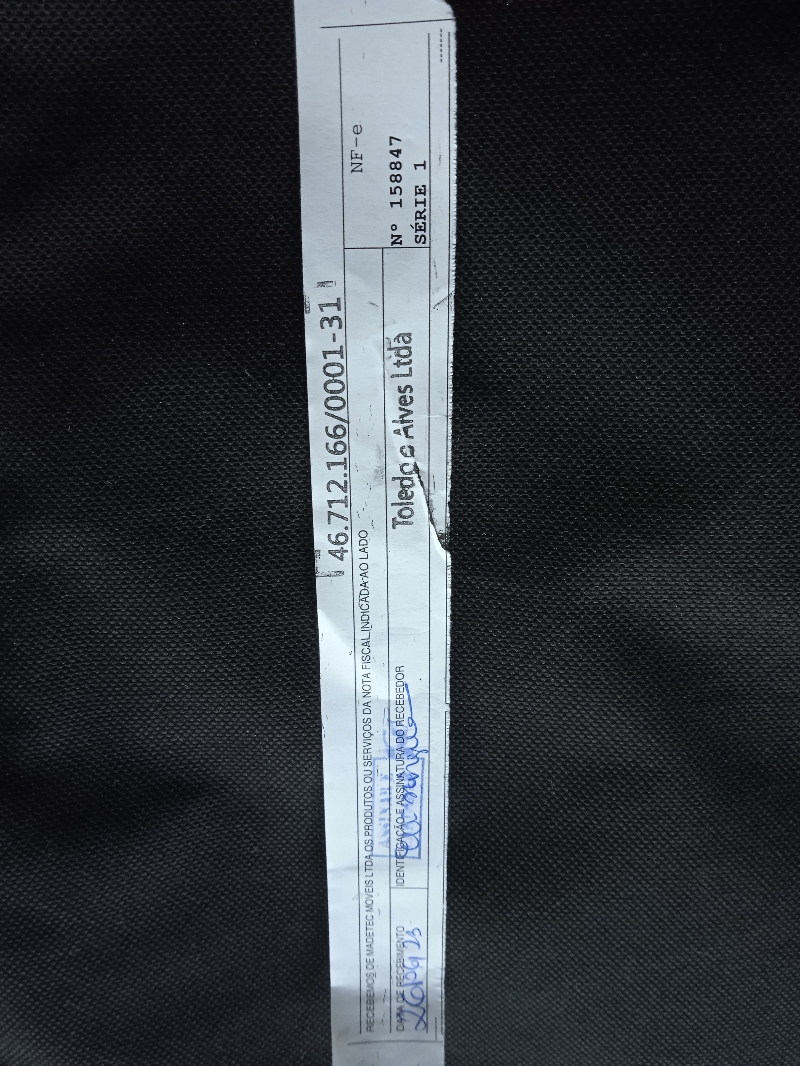 46.712.166/0001-31
RECEBEMOS DE MADETEC MOVEIS LTDA OS PRODUTOS OU SERVIÇOS DA NOTA FISCAL INDICADA AO LADO
NF-e
DATA DE RECEBIMENTO
IDENTIFICAÇÃO E ASSINATURA DO RECEBEDOR
Toledo e Alves Ltda
Nº 158847
SÉRIE 1